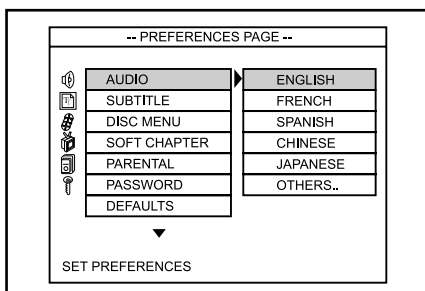 -- PREFERENCES PAGE --
AUDIO
SUBTITLE
DISC MENU
SOFT CHAPTER
PARENTAL
PASSWORD
DEFAULTS
ENGLISH
FRENCH
SPANISH
CHINESE
JAPANESE
OTHERS..
SET PREFERENCES